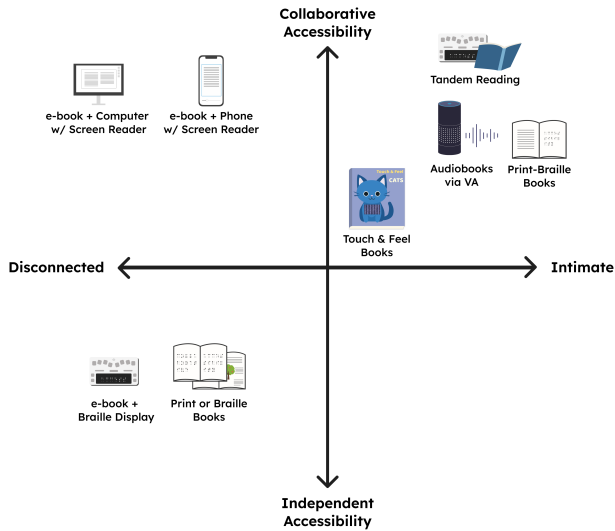 Collaborative
Accessibility
Tandem Reading
e-book + Computer
w/ Screen Reader
e-book + Phone
w/ Screen Reader
Audiobooks
via VA
Print-Braille
Books
Touch & Feel
CATS
Touch & Feel
Books
Disconnected
Intimate
e-book +
Braille Display
Print or Braille
Books
Independent
Accessibility